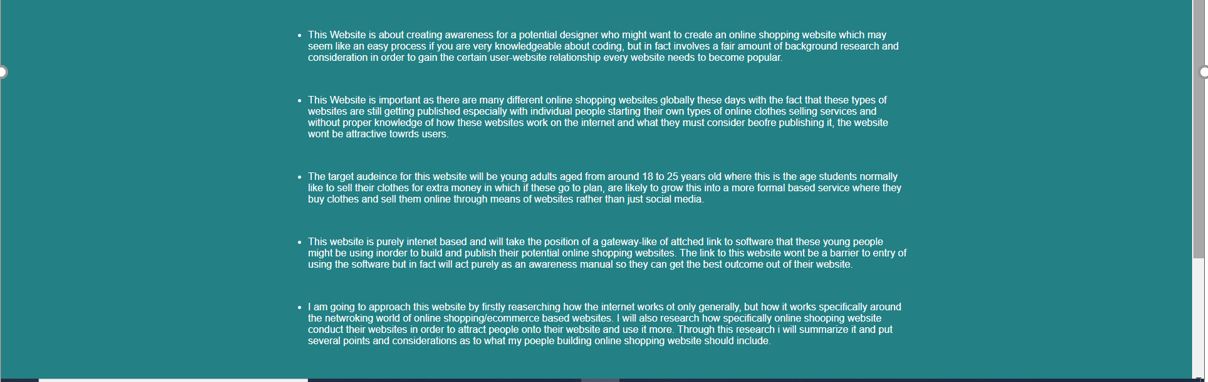 This Website is about creating awareness for a potential designer who might want to create an online shopping website which may
seem like an easy process if you are very knowledgeable about coding, but in fact involves a fair amount of background research and
consideration in order to gain the certain user-website relationship every website needs to become popular.
This Website is important as there are many different online shopping websites globally these days with the fact that these types of
websites are still getting published especially with individual people starting their own types of online clothes selling services and
without proper knowledge of how these websites work on the internet and what they must consider beofre publishing it, the website
wont be attractive towrds users.
The target audeince for this website will be young adults aged from around 18 to 25 years old where this is the age students normally
like to sell their clothes for extra money in which if these go to plan, are likely to grow this into a more formal based service where they
buy clothes and sell them online through means of websites rather than just social media.
This website is purely intenet based and will take the position of a gateway-like of attched link to software that these young people
might be using inorder to build and publish their potential online shopping websites. The link to this website wont be a barrier to entry of
using the software but in fact will act purely as an awareness manual so they can get the best outcome out of their website.
I am going to approach this website by firstly reaserching how the internet works ot only generally, but how it works specifically around
the netwroking world of online shopping/ecommerce based websites. I will also research how specifically online shooping website
conduct their websites in order to attract people onto their website and use it more. Through this research i will summarize it and put
several points and considerations as to what my poeple building online shopping website should include.